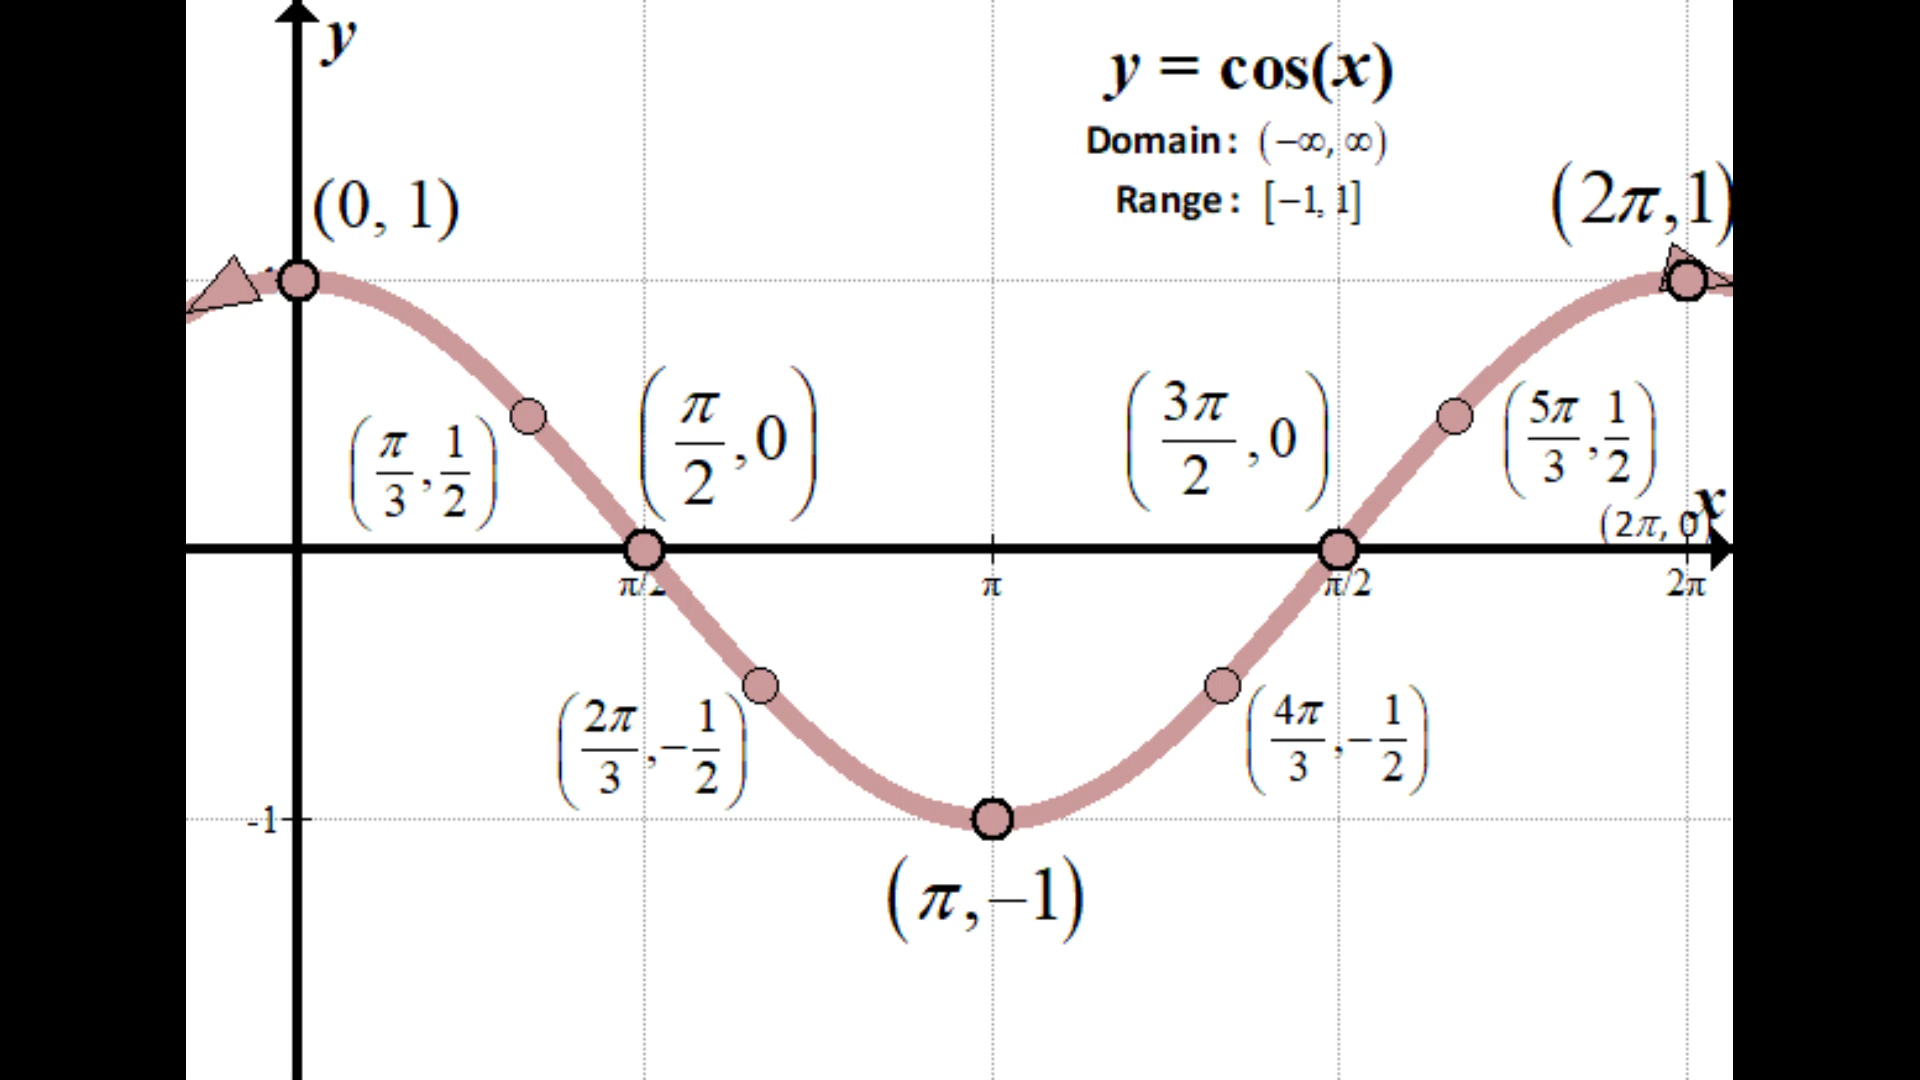 y
y = cos(x)
Domain: (−∞, ∞)
Range: [−1, 1]
(0, 1)
(2π,1)
(π/3, 1/2)
(π/2, 0)
(3π/2, 0)
(5π/3, 1/2)
x
(2π, 0)
π/2
π
π/2
2π
(2π/3, −1/2)
(4π/3, −1/2)
-1
(π,−1)